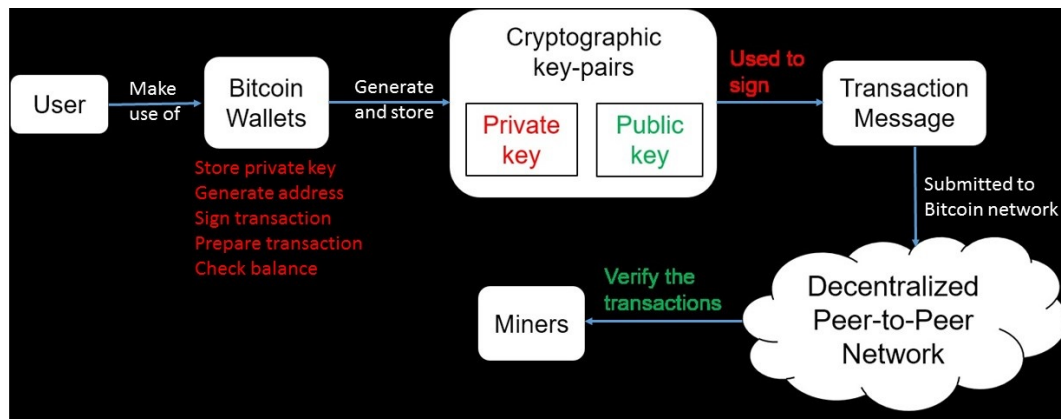 User
Make
use of
Bitcoin
Wallets
Store private key
Generate address
Sign transaction
Prepare transaction
Check balance
Generate
and store
Cryptographic
key-pairs
Private
key
Public
key
Used to
sign
Transaction
Message
Submitted to
Bitcoin network
Decentralized
Peer-to-Peer
Network
Verify the
transactions
Miners